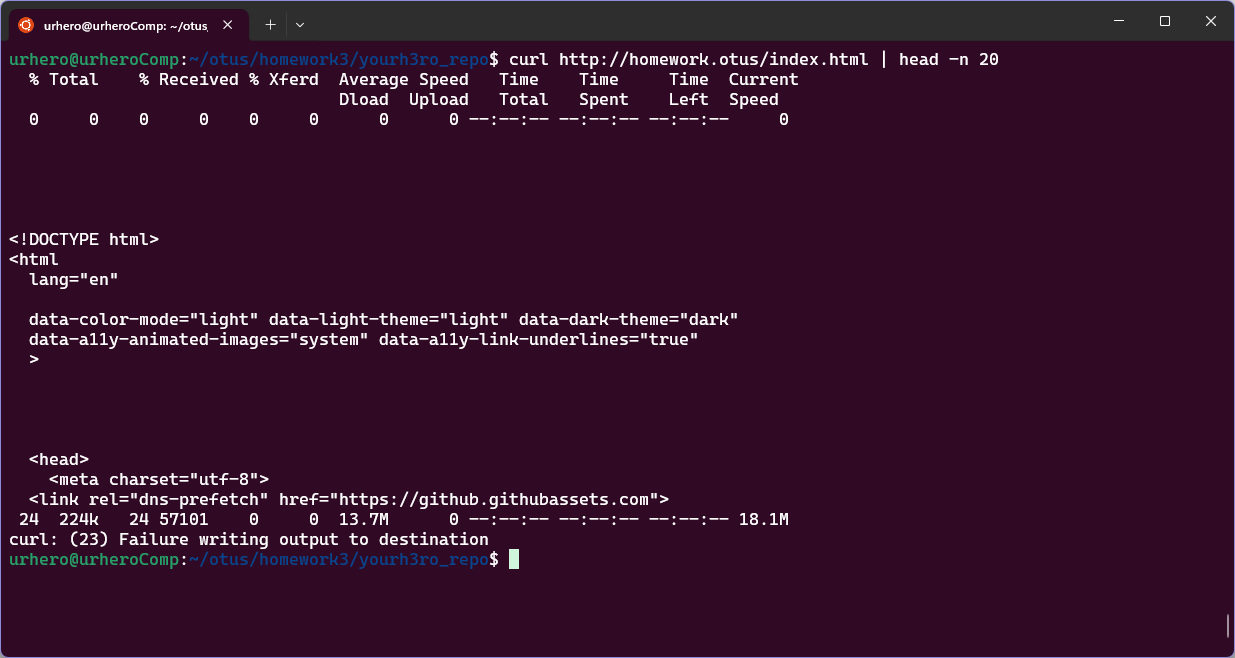 urhero@urheroComp: ~/otus/
urhero@urheroComp:~/otus/homework3/yourh3ro_repo$ curl http://homework.otus/index.html | head -n 20
  % Total    % Received % Xferd  Average Speed   Time    Time     Time  Current
                                 Dload  Upload   Total   Spent    Left  Speed
  0     0    0     0    0     0      0      0 --:--:-- --:--:-- --:--:--     0
<!DOCTYPE html>
<html
  lang="en"
  data-color-mode="light" data-light-theme="light" data-dark-theme="dark"
  data-a11y-animated-images="system" data-a11y-link-underlines="true"
  >
  <head>
    <meta charset="utf-8">
  <link rel="dns-prefetch" href="https://github.githubassets.com">
 24  224k   24 57101    0     0  13.7M      0 --:--:-- --:--:-- --:--:-- 18.1M
curl: (23) Failure writing output to destination
urhero@urheroComp:~/otus/homework3/yourh3ro_repo$